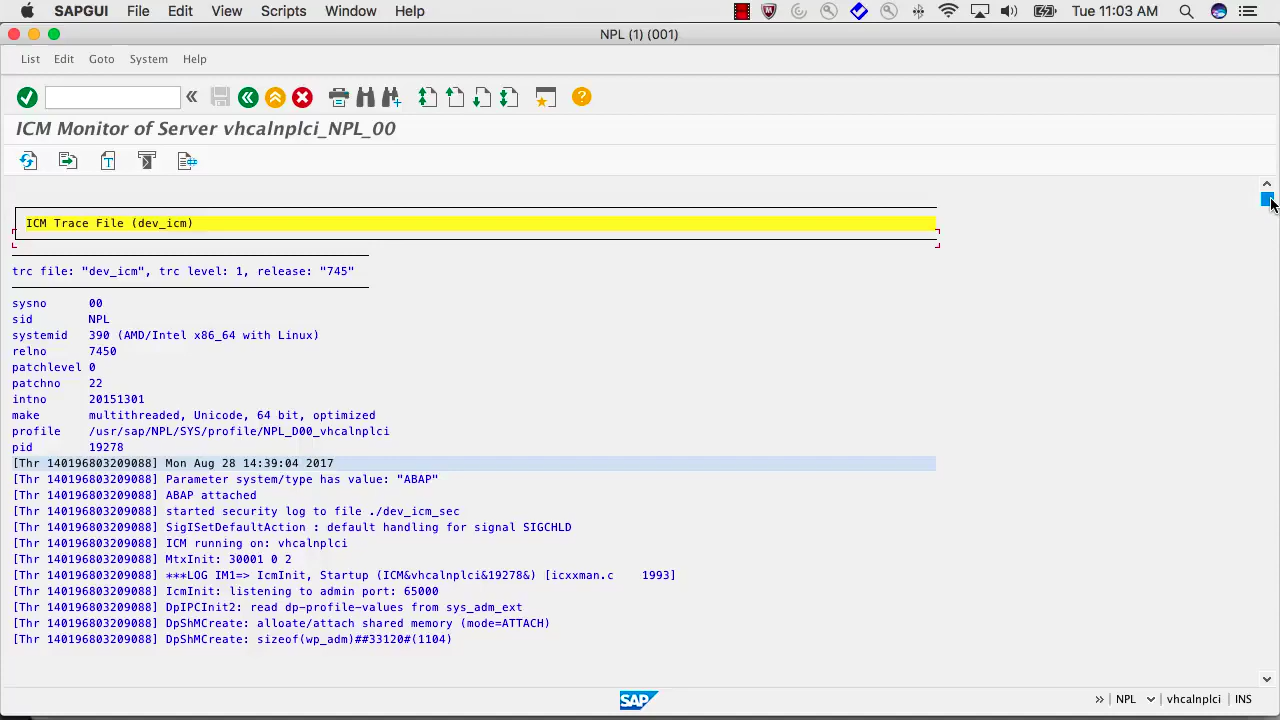 SAPGUI File Edit View Scripts Window Help Tue 11:03 AM
NPL (1) (001)
List Edit Goto System Help
ICM Monitor of Server vhcalnplci_NPL_00
ICM Trace File (dev_icm)
trc file: "dev_icm", trc level: 1, release: "745"
sysno 00
sid NPL
systemid 390 (AMD/Intel x86_64 with Linux)
relno 7450
patchlevel 0
patchno 22
intno 20151301
make multithreaded, Unicode, 64 bit, optimized
profile /usr/sap/NPL/SYS/profile/NPL_D00_vhcalnplci
pid 19278
[Thr 140196803209088] Mon Aug 28 14:39:04 2017
[Thr 140196803209088] Parameter system/type has value: "ABAP"
[Thr 140196803209088] ABAP attached
[Thr 140196803209088] started security log to file ./dev_icm_sec
[Thr 140196803209088] SigISetDefaultAction : default handling for signal SIGCHLD
[Thr 140196803209088] ICM running on: vhcalnplci
[Thr 140196803209088] MtxInit: 30001 0 2
[Thr 140196803209088] ***LOG IM1=> IcmInit, Startup (ICM&vhcalnplci&19278&) [icxxman.c 1993]
[Thr 140196803209088] IcmInit: listening to admin port: 65000
[Thr 140196803209088] DpIPCInit2: read dp-profile-values from sys_adm_ext
[Thr 140196803209088] DpShMCreate: alloate/attach shared memory (mode=ATTACH)
[Thr 140196803209088] DpShMCreate: sizeof(wp_adm)##33120#(1104)
SAP » NPL vhcalnplci INS